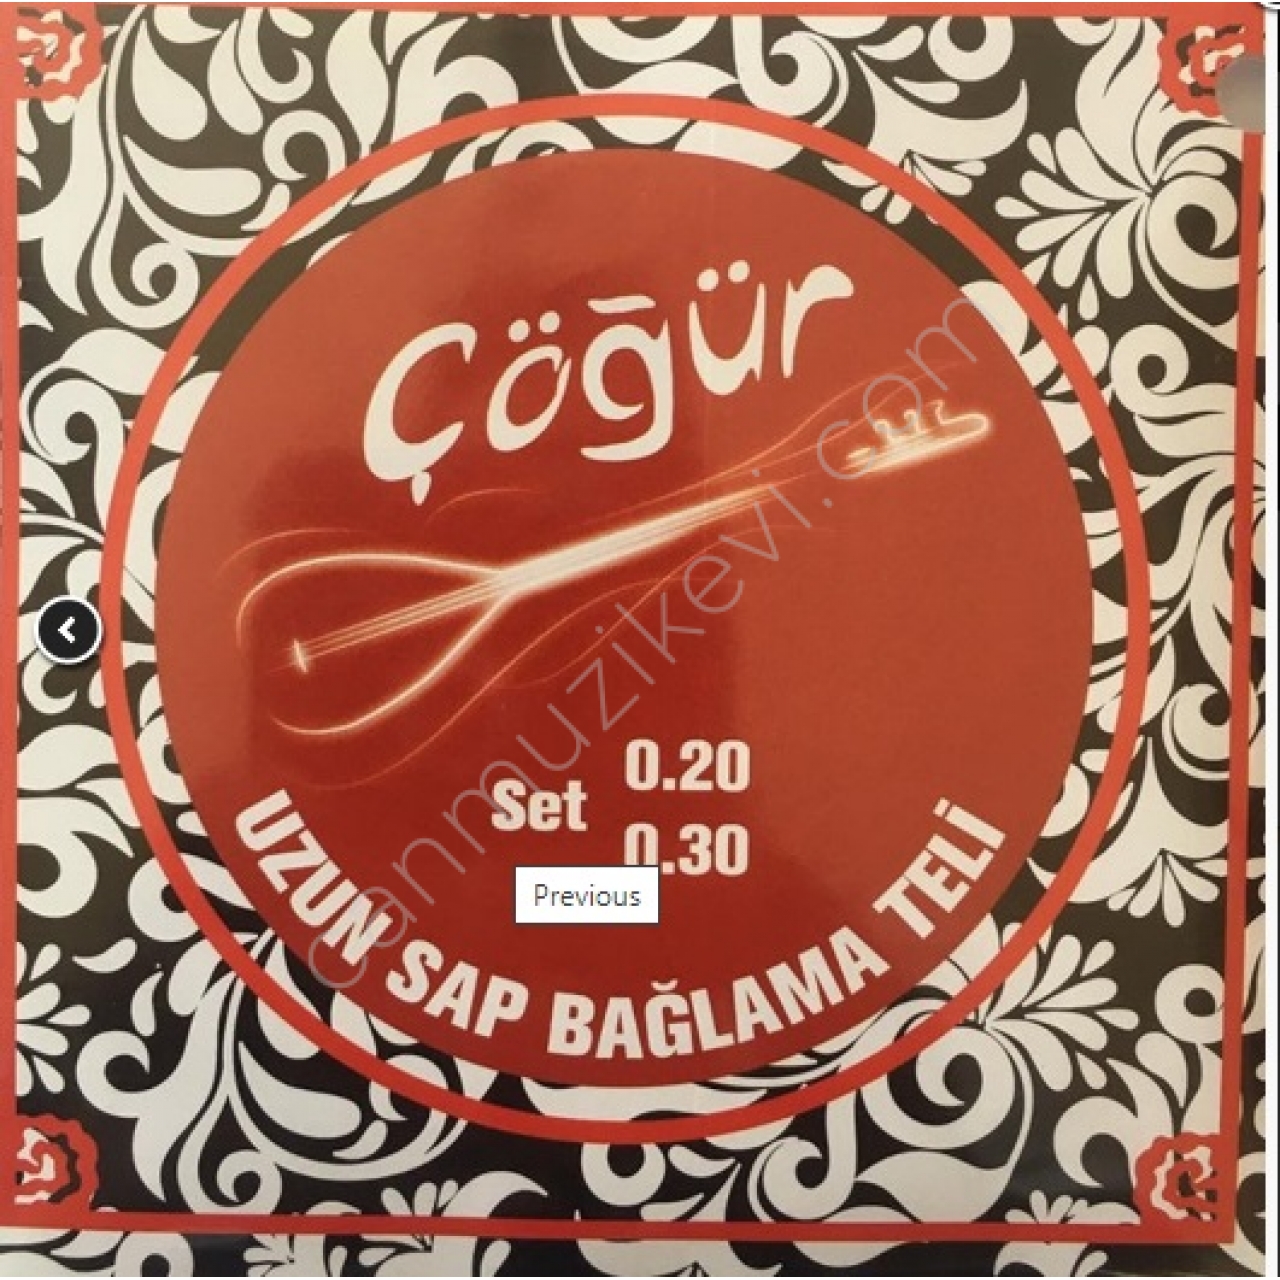 Çöğür
Set
0.20
0.30
UZUN SAP BAĞLAMA TELİ
Previous
canmuzikevi.com